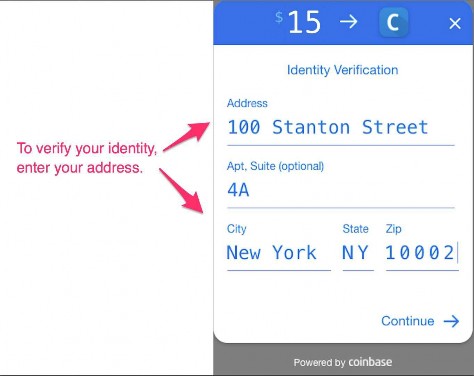 $ 15 → C ×
Identity Verification
Address
100 Stanton Street
To verify your identity,
enter your address.
Apt, Suite (optional)
4A
City State Zip
New York NY 10002
Continue →
Powered by coinbase